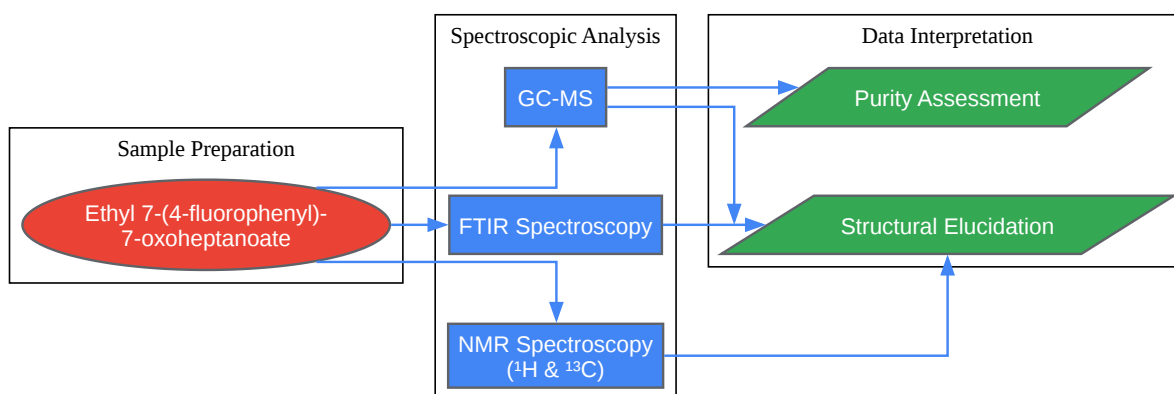 Sample Preparation
Ethyl 7-(4-fluorophenyl)-
7-oxoheptanoate
Spectroscopic Analysis
GC-MS
FTIR Spectroscopy
NMR Spectroscopy
(¹H & ¹³C)
Data Interpretation
Purity Assessment
Structural Elucidation